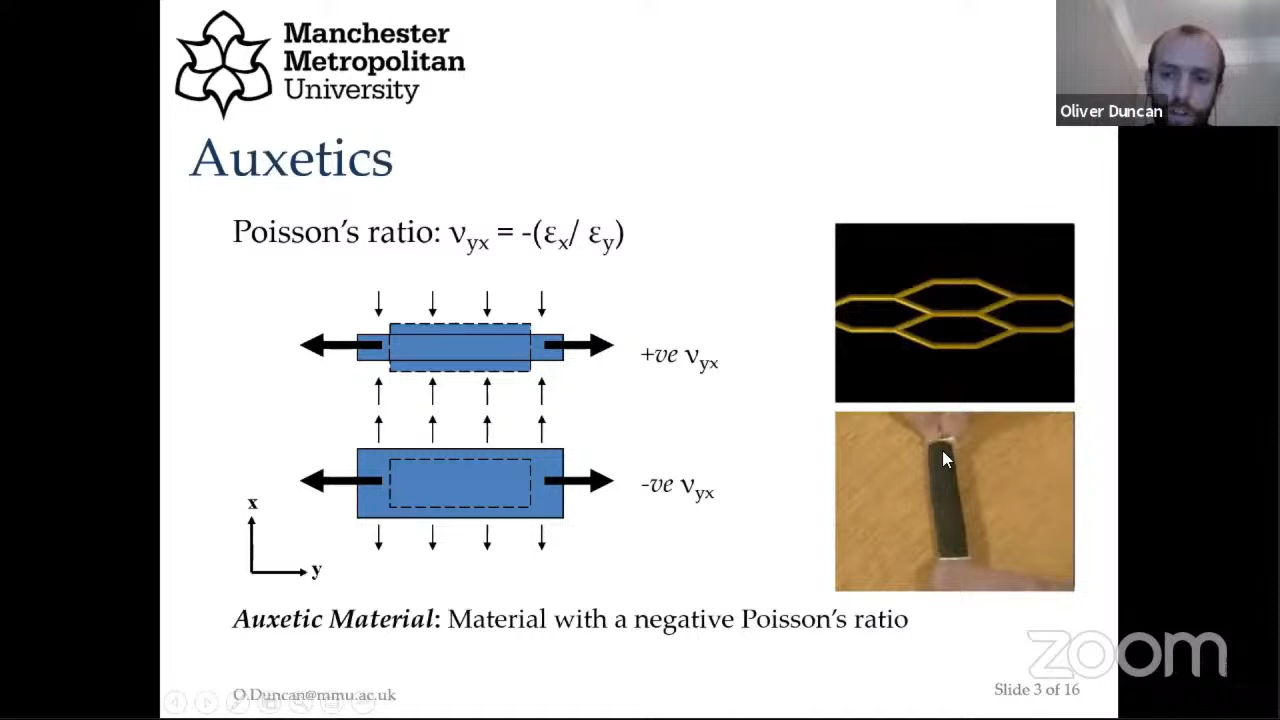 Manchester
Metropolitan
University
Oliver Duncan
Auxetics
Poisson's ratio: νyx = -(εx/ εy)
+ve νyx
-ve νyx
x
y
Auxetic Material: Material with a negative Poisson's ratio
zoom
O.Duncan@mmu.ac.uk
Slide 3 of 16